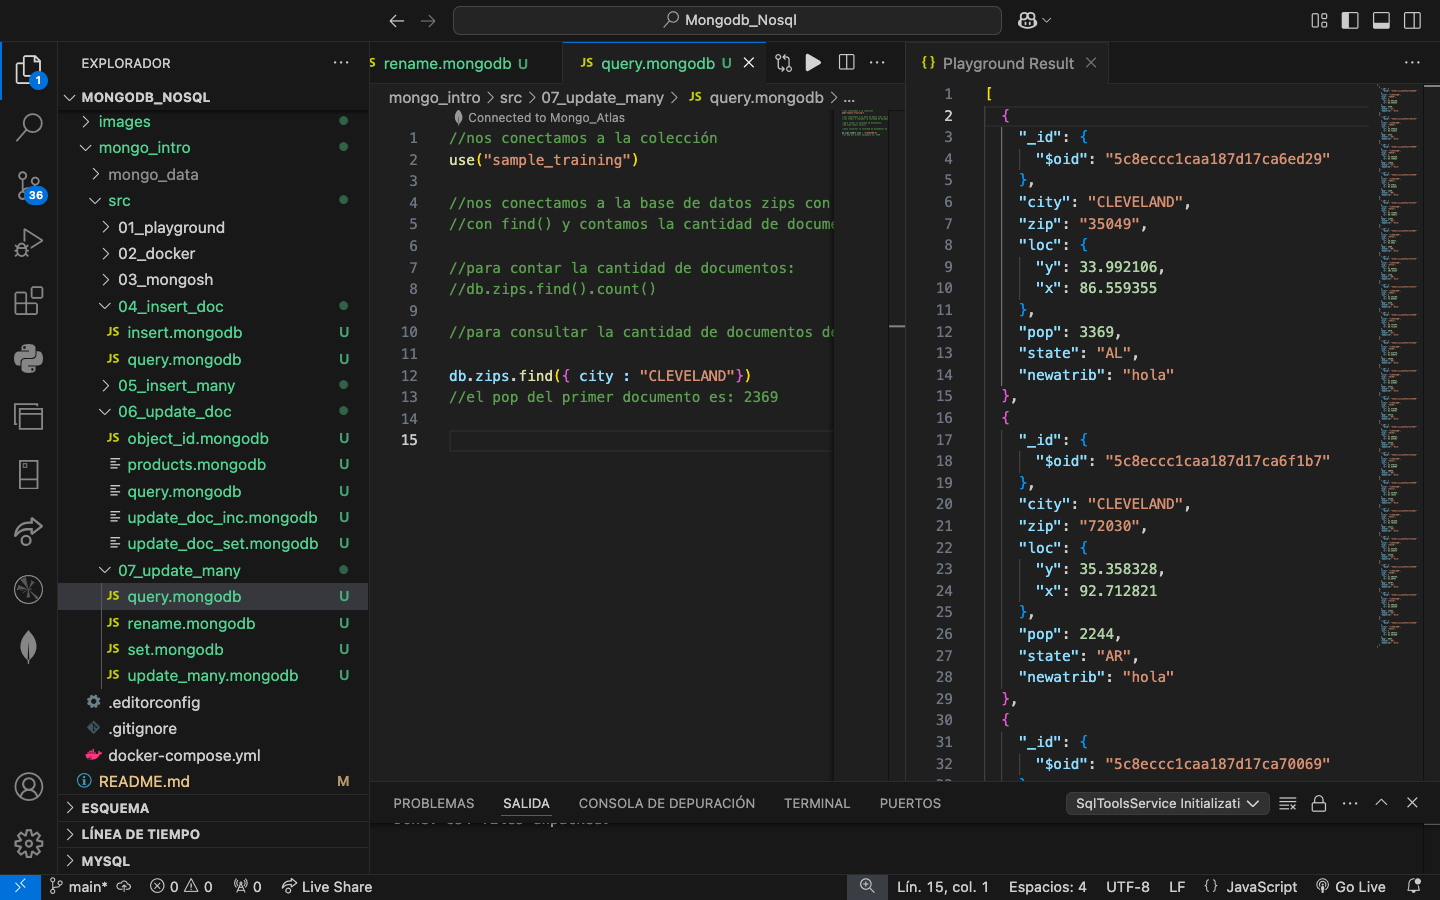 Mongodb_Nosql
EXPLORADOR
MONGODB_NOSQL
images
mongo_intro
mongo_data
src
01_playground
02_docker
03_mongosh
04_insert_doc
JS insert.mongodb U
JS query.mongodb U
05_insert_many
06_update_doc
JS object_id.mongodb U
products.mongodb U
query.mongodb U
update_doc_inc.mongodb U
update_doc_set.mongodb U
07_update_many
JS query.mongodb U
JS rename.mongodb U
JS set.mongodb U
JS update_many.mongodb U
.editorconfig
.gitignore
docker-compose.yml
README.md M
ESQUEMA
LÍNEA DE TIEMPO
MYSQL
1
36
rename.mongodb U
JS query.mongodb U
mongo_intro > src > 07_update_many > JS query.mongodb > ...
Connected to Mongo_Atlas
1 //nos conectamos a la colección
2 use("sample_training")
3
4 //nos conectamos a la base de datos zips con
5 //con find() y contamos la cantidad de docume
6
7 //para contar la cantidad de documentos:
8 //db.zips.find().count()
9
10 //para consultar la cantidad de documentos de
11
12 db.zips.find({ city : "CLEVELAND"})
13 //el pop del primer documento es: 2369
14
15
{} Playground Result
1 [
2 {
3 "_id": {
4 "$oid": "5c8eccc1caa187d17ca6ed29"
5 },
6 "city": "CLEVELAND",
7 "zip": "35049",
8 "loc": {
9 "y": 33.992106,
10 "x": 86.559355
11 },
12 "pop": 3369,
13 "state": "AL",
14 "newatrib": "hola"
15 },
16 {
17 "_id": {
18 "$oid": "5c8eccc1caa187d17ca6f1b7"
19 },
20 "city": "CLEVELAND",
21 "zip": "72030",
22 "loc": {
23 "y": 35.358328,
24 "x": 92.712821
25 },
26 "pop": 2244,
27 "state": "AR",
28 "newatrib": "hola"
29 },
30 {
31 "_id": {
32 "$oid": "5c8eccc1caa187d17ca70069"
PROBLEMAS SALIDA CONSOLA DE DEPURACIÓN TERMINAL PUERTOS
SqlToolsService Initializati
main* 0 0 0 Live Share
Lín. 15, col. 1 Espacios: 4 UTF-8 LF {} JavaScript Go Live